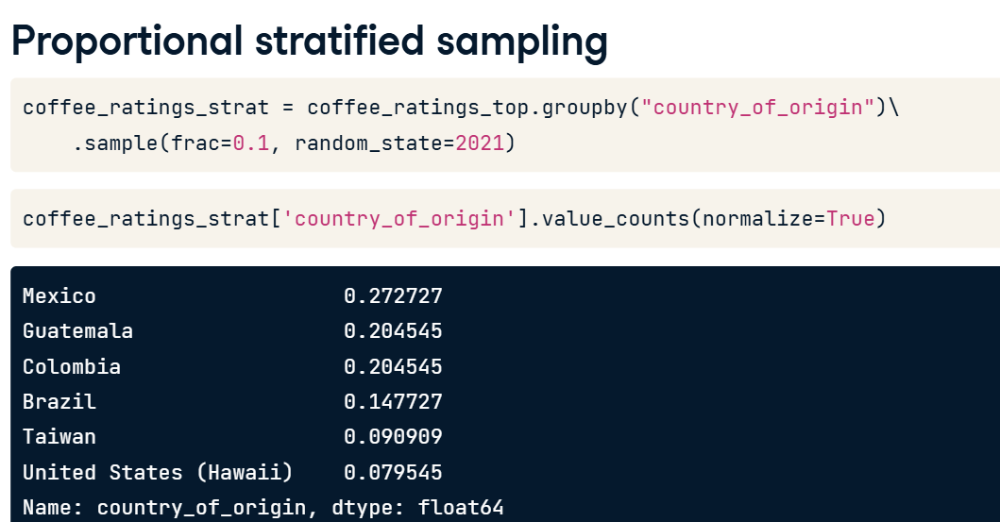 Proportional stratified sampling
coffee_ratings_strat = coffee_ratings_top.groupby("country_of_origin")\
    .sample(frac=0.1, random_state=2021)
coffee_ratings_strat['country_of_origin'].value_counts(normalize=True)
Mexico                    0.272727
Guatemala                 0.204545
Colombia                  0.204545
Brazil                    0.147727
Taiwan                    0.090909
United States (Hawaii)    0.079545
Name: country_of_origin, dtype: float64